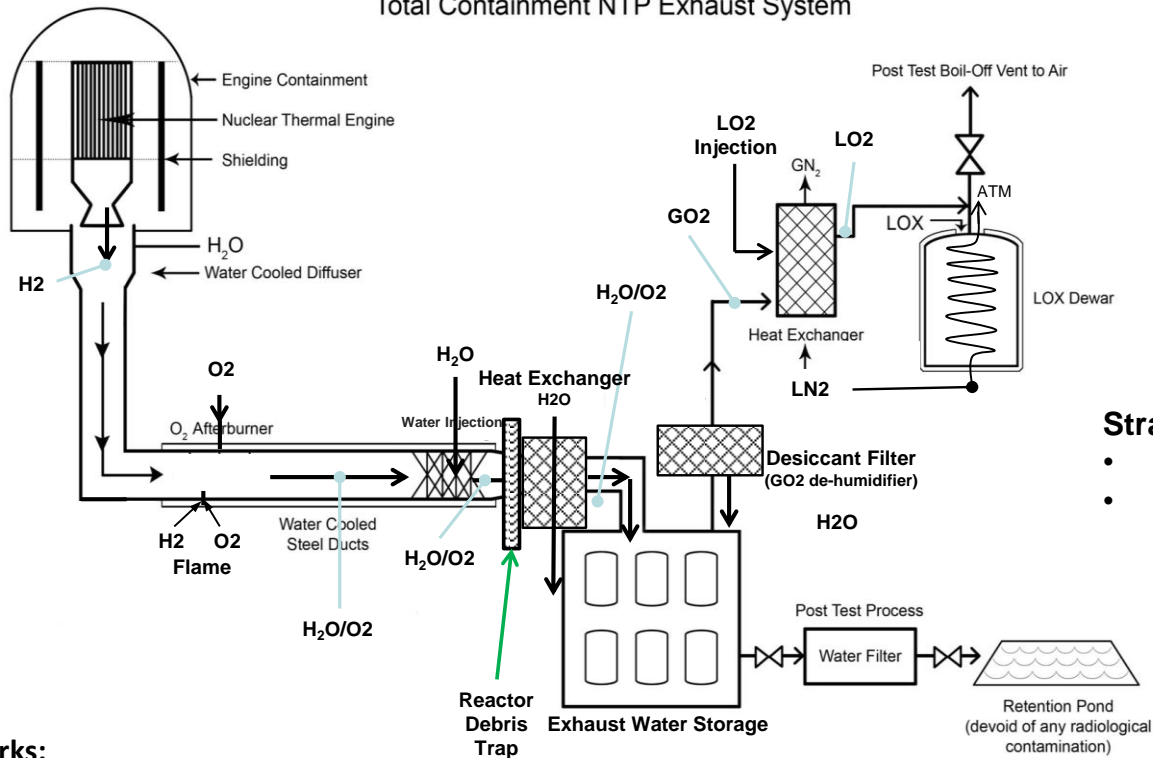 Total Containment NTP Exhaust System
Engine Containment
Nuclear Thermal Engine
Shielding
H₂O
Water Cooled Diffuser
H2
O2
O₂ Afterburner
H2 O2
Flame
Water Cooled
Steel Ducts
H₂O/O2
H₂O
Water Injection
H₂O/O2
Heat Exchanger
H2O
H₂O/O2
Reactor
Debris
Trap
Exhaust Water Storage
Desiccant Filter
(GO2 de-humidifier)
H2O
GO2
LO2
Injection
GN₂
LO2
Heat Exchanger
LN2
Post Test Boil-Off Vent to Air
ATM
LOX
LOX Dewar
Post Test Process
Water Filter
Retention Pond
(devoid of any radiological
contamination)
Stra
•
•
rks: